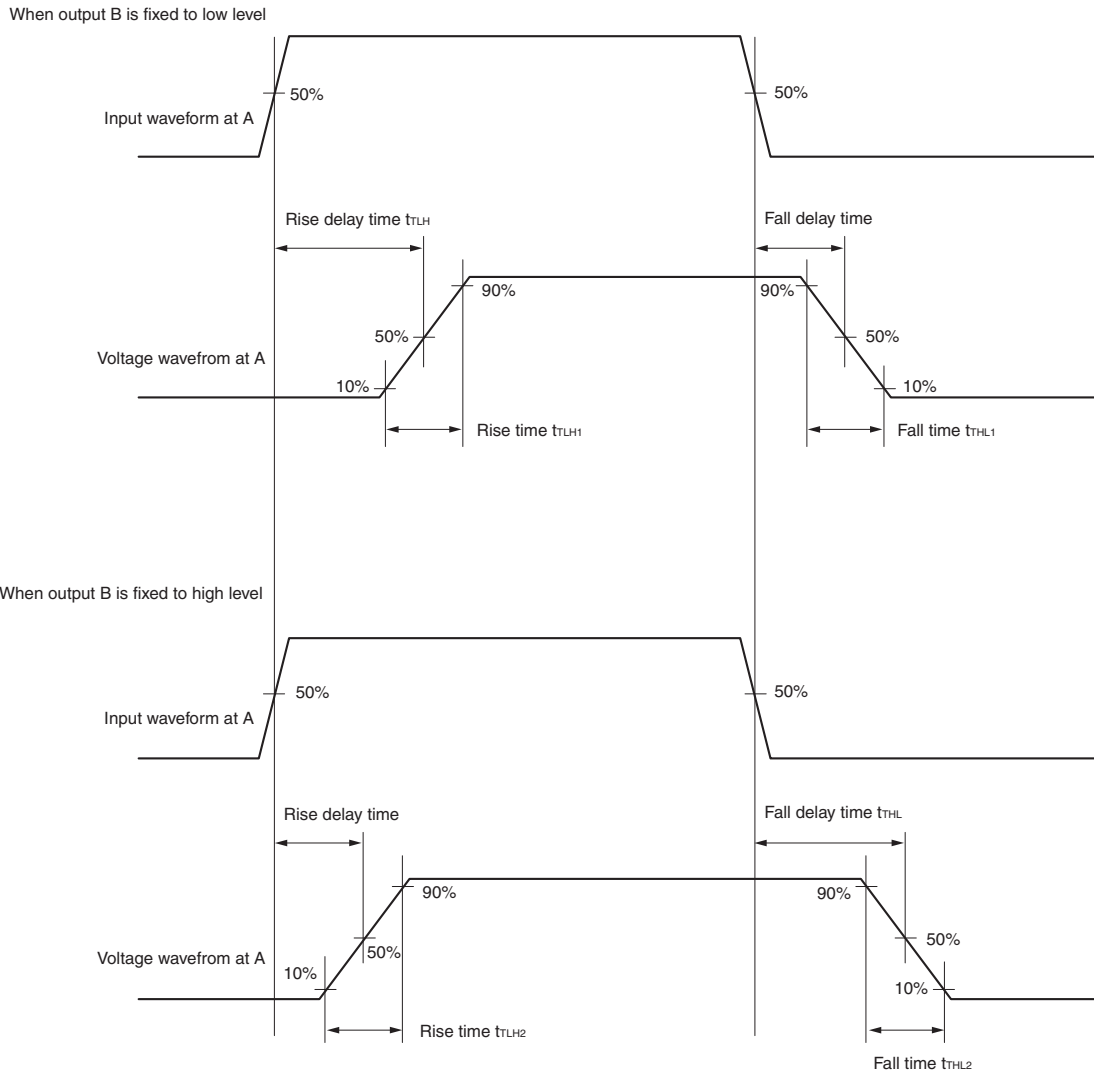 When output B is fixed to low level
50%
50%
Input waveform at A
Rise delay time tTLH
Fall delay time
90%
90%
50%
50%
Voltage wavefrom at A
10%
10%
Rise time tTLH1
Fall time tTHL1
When output B is fixed to high level
50%
50%
Input waveform at A
Rise delay time
Fall delay time tTHL
90%
90%
50%
50%
Voltage wavefrom at A
10%
10%
Rise time tTLH2
Fall time tTHL2